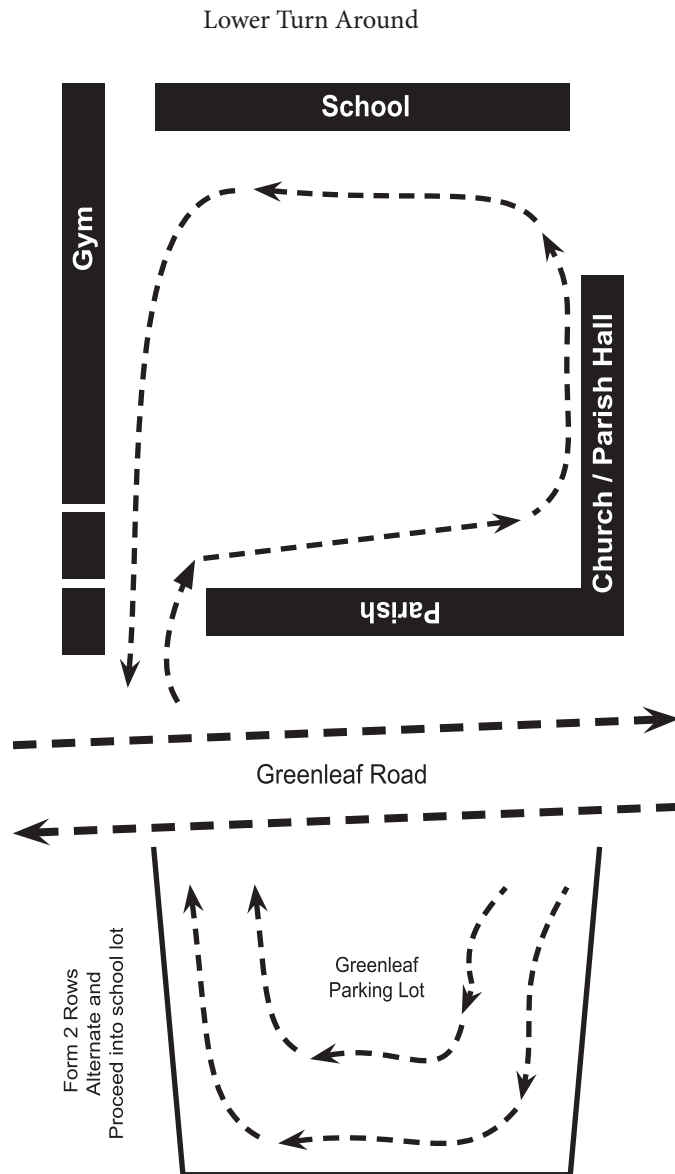 Lower Turn Around
School
Gym
Church / Parish Hall
Parish
Greenleaf Road
Greenleaf
Parking Lot
Form 2 Rows
Alternate and
Proceed into school lot